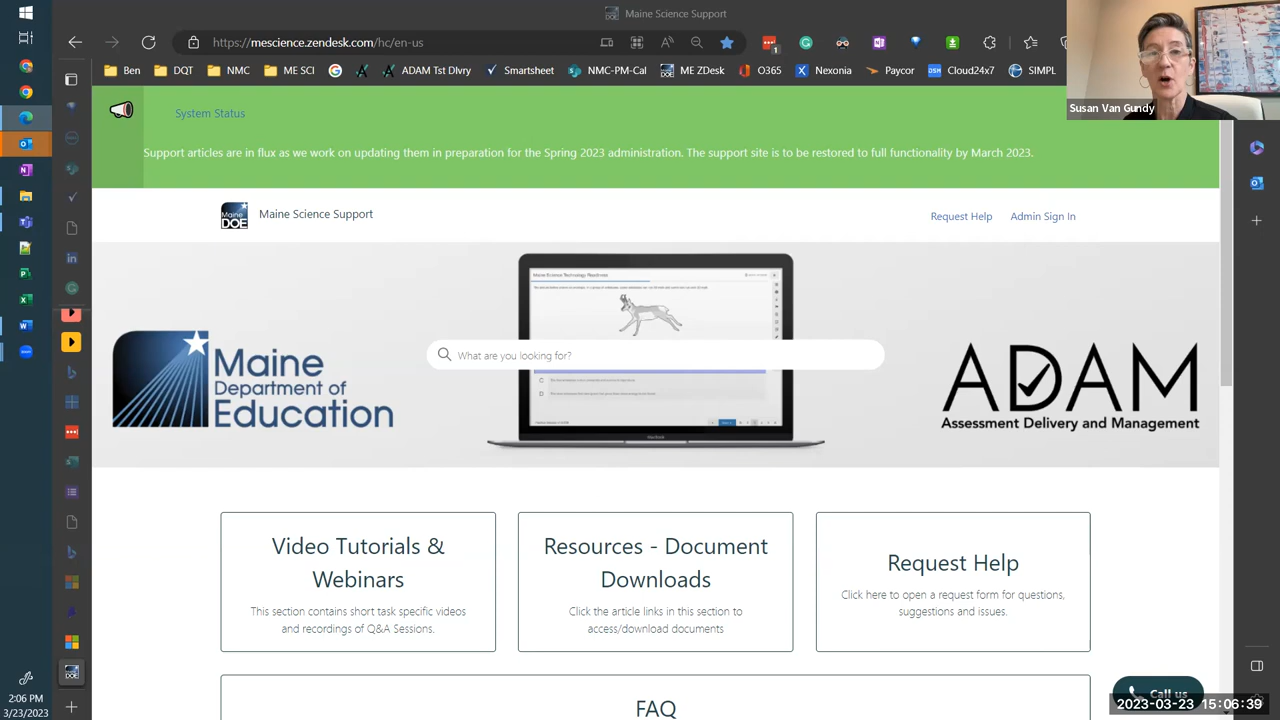 Maine Science Support
https://mescience.zendesk.com/hc/en-us
Ben
DQT
NMC
ME SCI
ADAM Tst Dlvry
Smartsheet
NMC-PM-Cal
ME ZDesk
O365
Nexonia
Paycor
Cloud24x7
SIMPL
Susan Van Gundy
System Status
Support articles are in flux as we work on updating them in preparation for the Spring 2023 administration. The support site is to be restored to full functionality by March 2023.
Maine
DOE
Maine Science Support
Request Help
Admin Sign In
Maine Science Technology Readiness
What are you looking for?
Maine
Department of
Education
ADAM
Assessment Delivery and Management
MacBook
Video Tutorials &
Webinars
This section contains short task specific videos
and recordings of Q&A Sessions.
Resources - Document
Downloads
Click the article links in this section to
access/download documents
Request Help
Click here to open a request form for questions,
suggestions and issues.
FAQ
Call us
2:06 PM
3/23/2023
2023-03-23 15:06:39